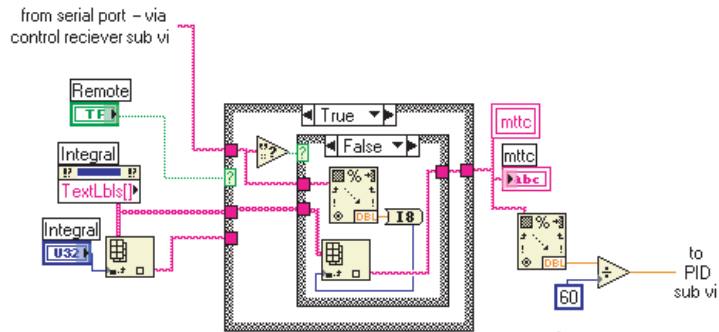 from serial port – via
control reciever sub vi
Remote
TF
Integral
TextLbls[]
Integral
U32
True
?
?
False
?
%
DBL
I8
mttc
mttc
abc
%
DBL
60
÷
to
PID
sub vi